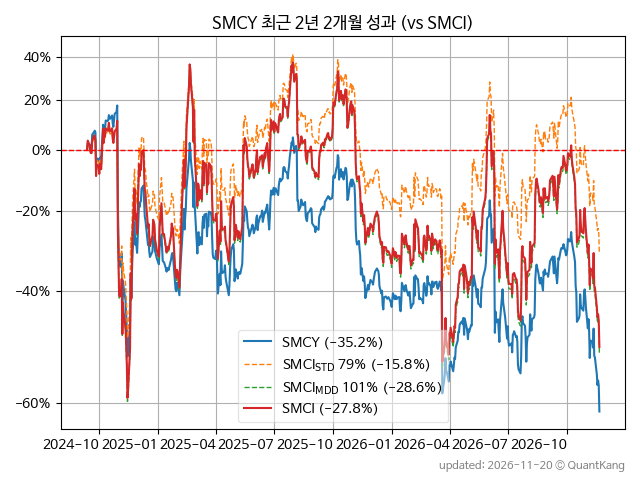 SMCY 최근 2년 2개월 성과 (vs SMCI)
40%
20%
0%
−20%
−40%
−60%
SMCY (−35.2%)
SMCI_STD 79% (−15.8%)
SMCI_MDD 101% (−28.6%)
SMCI (−27.8%)
2024−10 2025−01 2025−04 2025−07 2025−10 2026−01 2026−04 2026−07 2026−10
updated: 2026−11−20 @ QuantKang